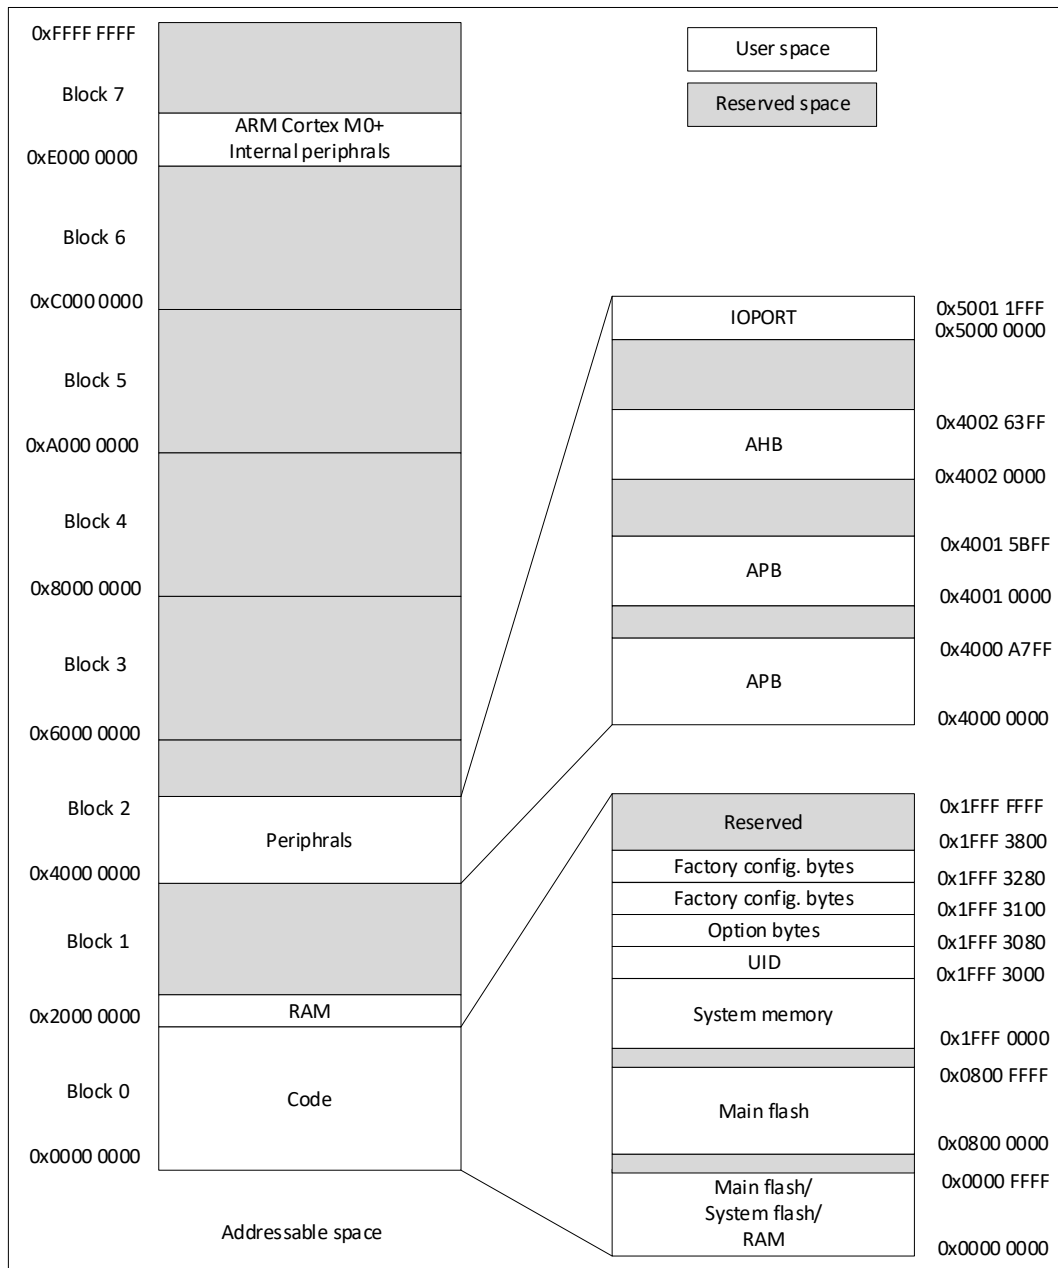 0xFFFF FFFF
Block 7
ARM Cortex M0+
Internal periphrals
0xE000 0000
Block 6
0xC000 0000
Block 5
0xA000 0000
Block 4
0x8000 0000
Block 3
0x6000 0000
Block 2
Periphrals
0x4000 0000
Block 1
RAM
0x2000 0000
Block 0
Code
0x0000 0000
Addressable space
User space
Reserved space
IOPORT
0x5001 1FFF
0x5000 0000
0x4002 63FF
AHB
0x4002 0000
0x4001 5BFF
APB
0x4001 0000
0x4000 A7FF
APB
0x4000 0000
0x1FFF FFFF
Reserved
0x1FFF 3800
Factory config. bytes
0x1FFF 3280
Factory config. bytes
0x1FFF 3100
Option bytes
0x1FFF 3080
UID
0x1FFF 3000
System memory
0x1FFF 0000
0x0800 FFFF
Main flash
0x0800 0000
0x0000 FFFF
Main flash/
System flash/
RAM
0x0000 0000